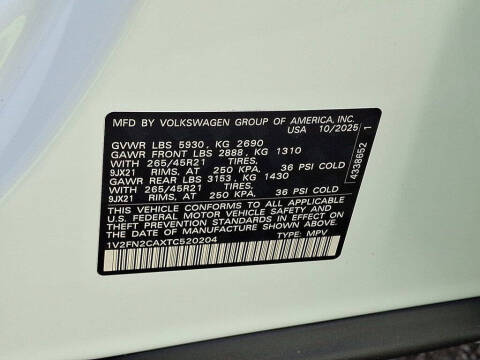 MFD BY VOLKSWAGEN GROUP OF AMERICA, INC.
USA 10/2025
GVWR LBS 5930, KG 2690
GAWR FRONT LBS 2888, KG 1310
WITH 265/45R21 TIRES,
9JX21 RIMS, AT 250 KPA. 36 PSI COLD
GAWR REAR LBS 3153, KG 1430
WITH 265/45R21 TIRES,
9JX21 RIMS, AT 250 KPA. 36 PSI COLD
THIS VEHICLE CONFORMS TO ALL APPLICABLE
U.S. FEDERAL MOTOR VEHICLE SAFETY AND
THEFT PREVENTION STANDARDS IN EFFECT ON
THE DATE OF MANUFACTURE SHOWN ABOVE.
1V2FN2CAXTC520204 TYPE: MPV
4338652 1